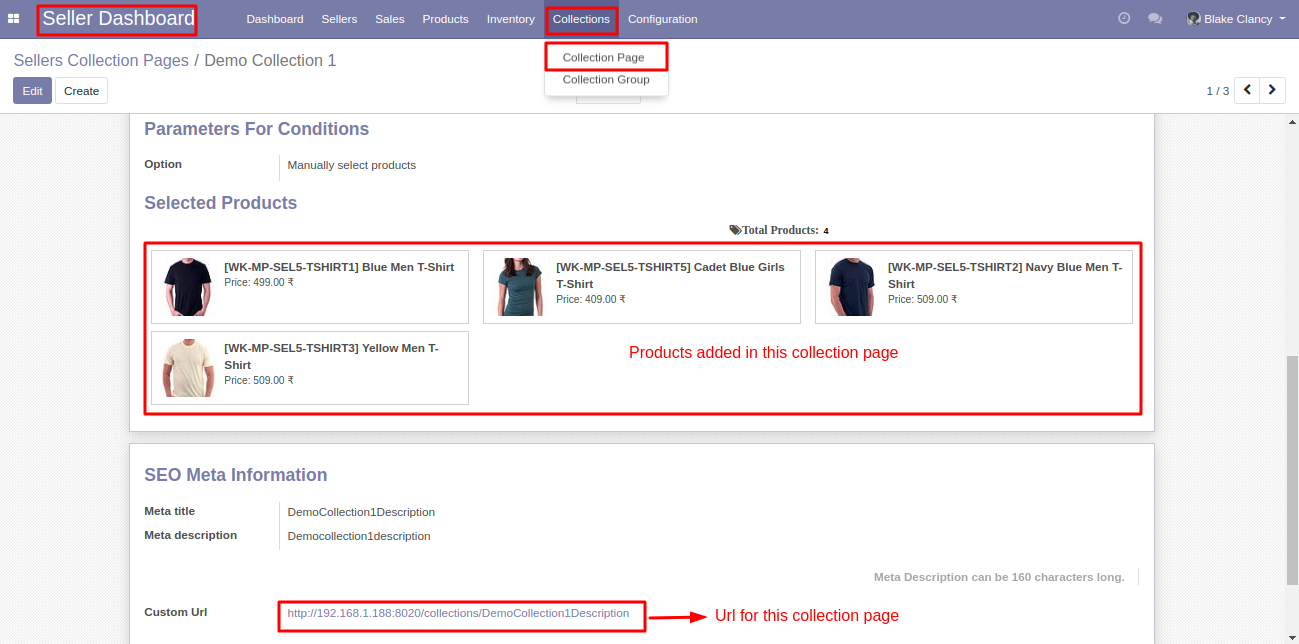 Seller Dashboard Dashboard Sellers Sales Products Inventory Collections Configuration Blake Clancy
Collection Page
Collection Group
Sellers Collection Pages / Demo Collection 1
Edit Create
1 / 3
Parameters For Conditions
Option Manually select products
Selected Products
Total Products: 4
[WK-MP-SEL5-TSHIRT1] Blue Men T-Shirt
Price: 499.00 ₹
[WK-MP-SEL5-TSHIRT5] Cadet Blue Girls
T-Shirt
Price: 409.00 ₹
[WK-MP-SEL5-TSHIRT2] Navy Blue Men T-
Shirt
Price: 509.00 ₹
[WK-MP-SEL5-TSHIRT3] Yellow Men T-
Shirt
Price: 509.00 ₹
Products added in this collection page
SEO Meta Information
Meta title DemoCollection1Description
Meta description Democollection1description
Meta Description can be 160 characters long.
Custom Url http://192.168.1.188:8020/collections/DemoCollection1Description
Url for this collection page